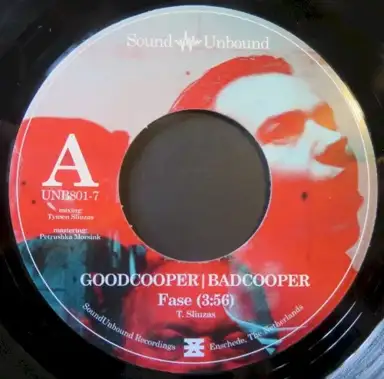 Sound Unbound
A
UNB801-7
mixing:
Tymen Sliuzas
mastering:
Petrushka Morsink
GOODCOOPER | BADCOOPER
Fase (3:56)
T. Sliuzas
SoundUnbound Recordings Enschede, The Netherlands